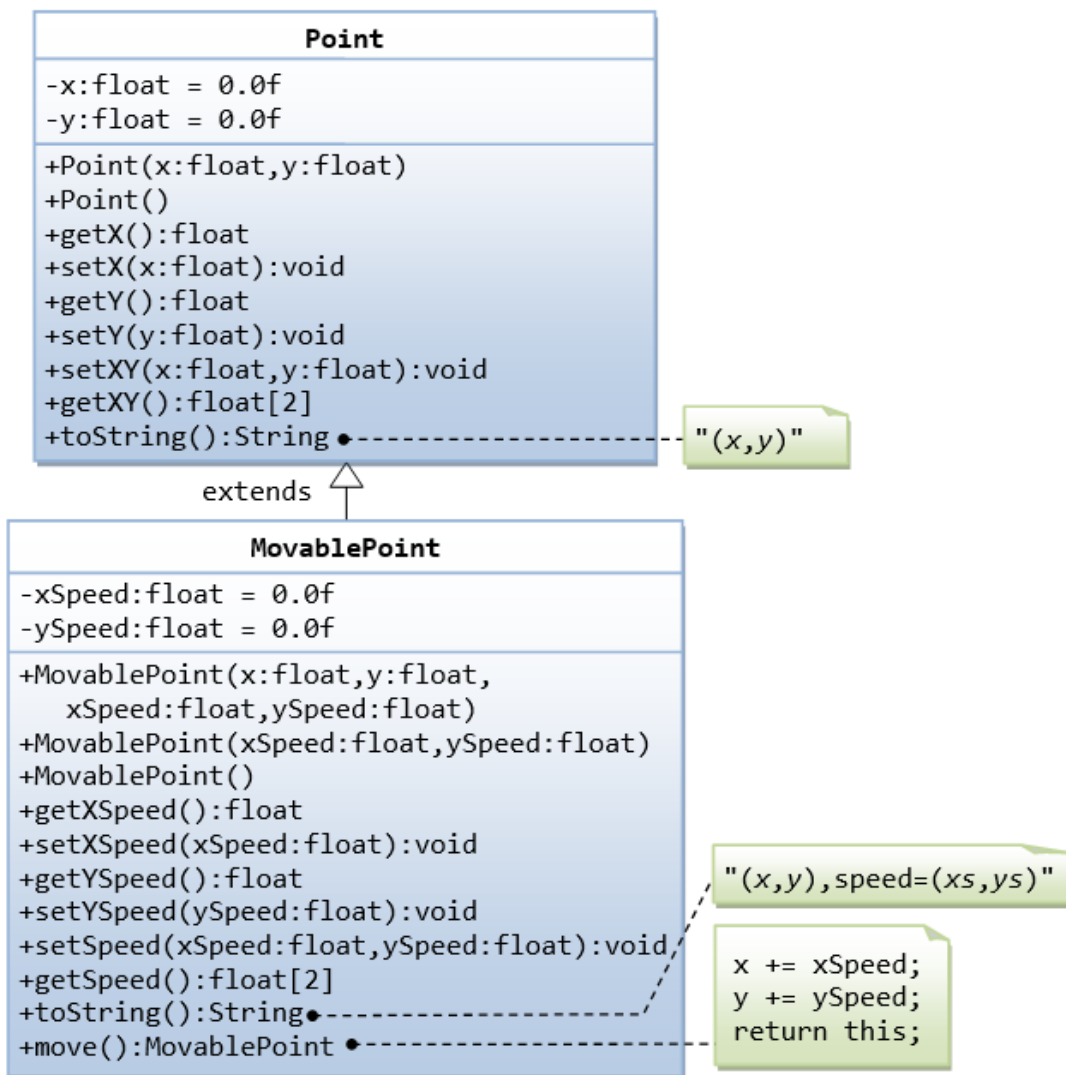 Point
-x:float = 0.0f
-y:float = 0.0f
+Point(x:float,y:float)
+Point()
+getX():float
+setX(x:float):void
+getY():float
+setY(y:float):void
+setXY(x:float,y:float):void
+getXY():float[2]
+toString():String
"(x,y)"
extends
MovablePoint
-xSpeed:float = 0.0f
-ySpeed:float = 0.0f
+MovablePoint(x:float,y:float,
xSpeed:float,ySpeed:float)
+MovablePoint(xSpeed:float,ySpeed:float)
+MovablePoint()
+getXSpeed():float
+setXSpeed(xSpeed:float):void
+getYSpeed():float
+setYSpeed(ySpeed:float):void
+setSpeed(xSpeed:float,ySpeed:float):void
+getSpeed():float[2]
+toString():String
+move():MovablePoint
"(x,y),speed=(xs,ys)"
x += xSpeed;
y += ySpeed;
return this;